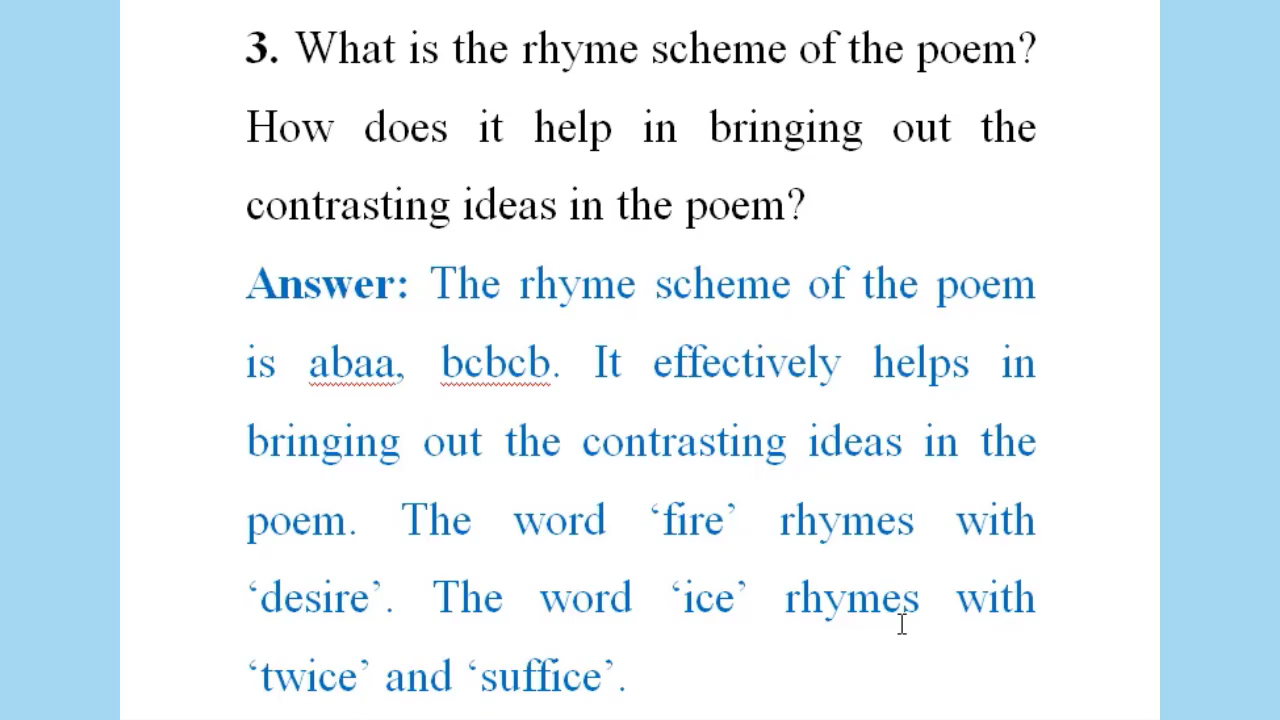 3. What is the rhyme scheme of the poem?
How does it help in bringing out the
contrasting ideas in the poem?
Answer: The rhyme scheme of the poem
is abaa, bcbcb. It effectively helps in
bringing out the contrasting ideas in the
poem. The word ‘fire’ rhymes with
‘desire’. The word ‘ice’ rhymes with
‘twice’ and ‘suffice’.